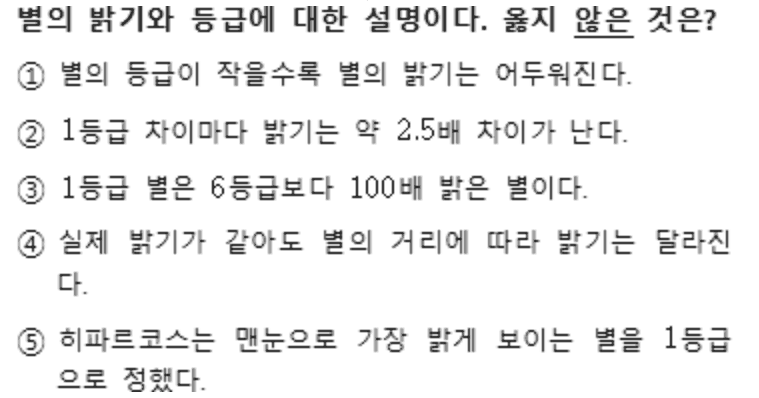 별의 밝기와 등급에 대한 설명이다. 옳지 않은 것은?
① 별의 등급이 작을수록 별의 밝기는 어두워진다.
② 1등급 차이마다 밝기는 약 2.5배 차이가 난다.
③ 1등급 별은 6등급보다 100배 밝은 별이다.
④ 실제 밝기가 같아도 별의 거리에 따라 밝기는 달라진
다.
⑤ 히파르코스는 맨눈으로 가장 밝게 보이는 별을 1등급
으로 정했다.